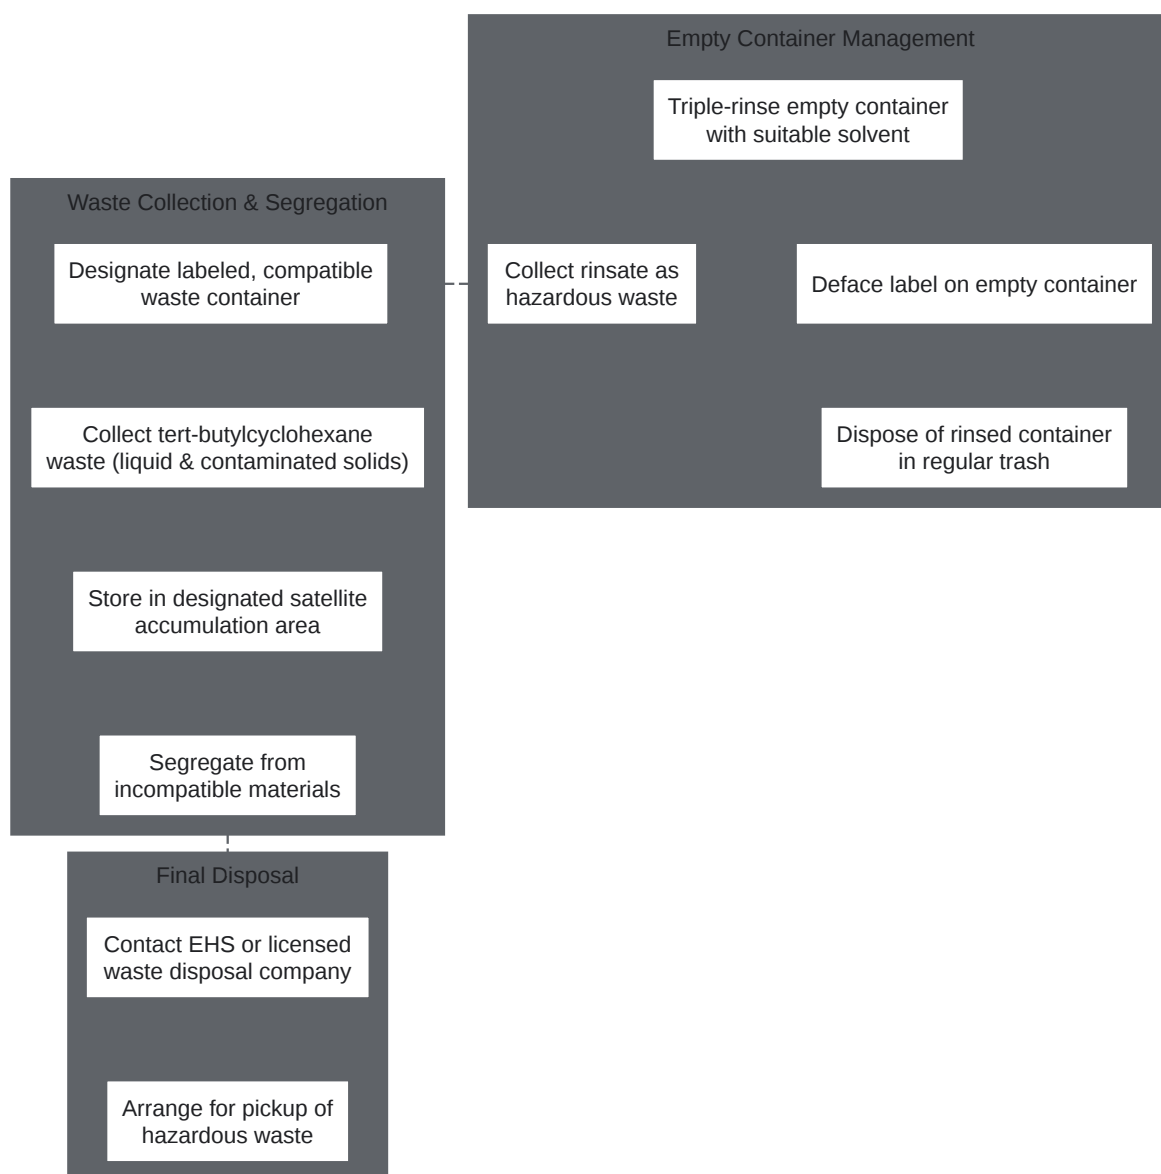 Empty Container Management
Triple-rinse empty container
with suitable solvent
Waste Collection & Segregation
Designate labeled, compatible
waste container
Collect rinsate as
hazardous waste
Deface label on empty container
Collect tert-butylcyclohexane
waste (liquid & contaminated solids)
Dispose of rinsed container
in regular trash
Store in designated satellite
accumulation area
Segregate from
incompatible materials
Final Disposal
Contact EHS or licensed
waste disposal company
Arrange for pickup of
hazardous waste